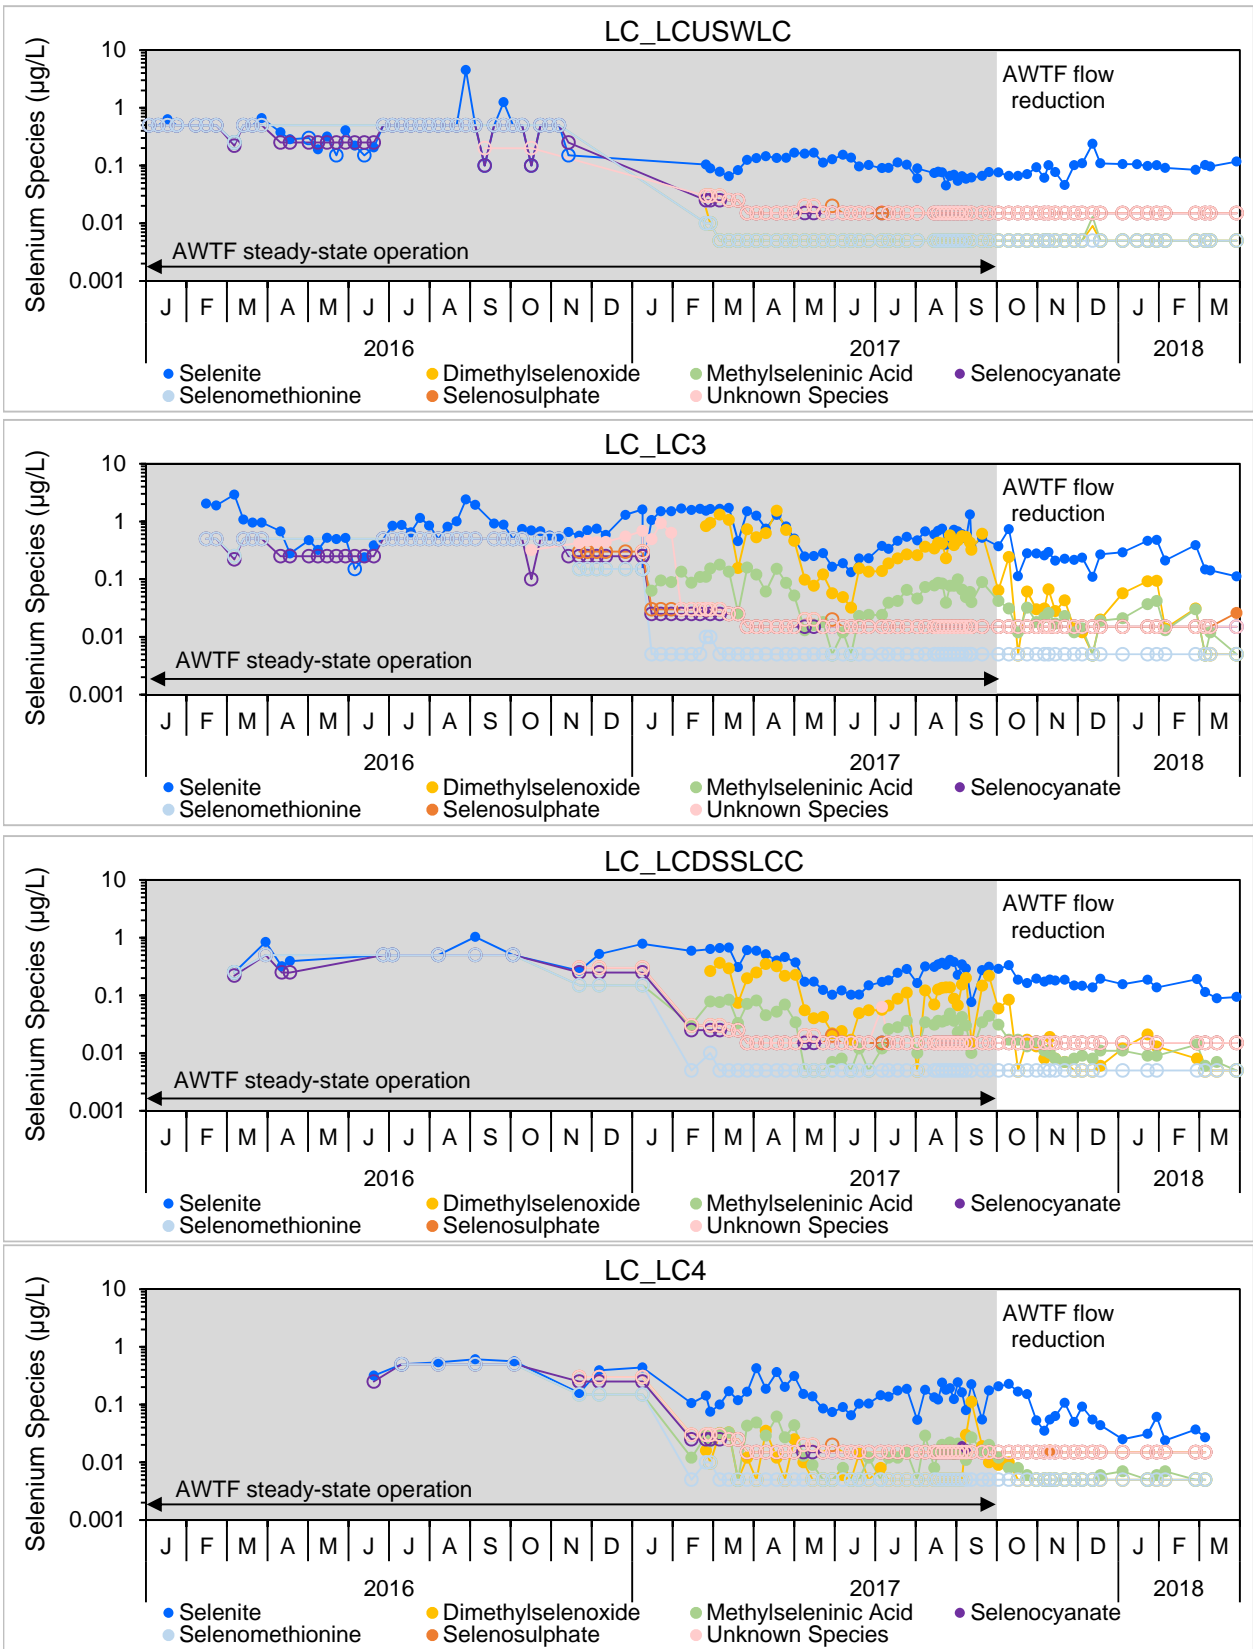 LC_LCUSWLC
Selenium Species (µg/L)
10
1
0.1
0.01
0.001
AWTF flow
reduction
AWTF steady-state operation
J F M A M J J A S O N D J F M A M J J A S O N D J F M
2016 2017 2018
Selenite Dimethylselenoxide Methylseleninic Acid Selenocyanate
Selenomethionine Selenosulphate Unknown Species
LC_LC3
Selenium Species (µg/L)
10
1
0.1
0.01
0.001
AWTF flow
reduction
AWTF steady-state operation
J F M A M J J A S O N D J F M A M J J A S O N D J F M
2016 2017 2018
Selenite Dimethylselenoxide Methylseleninic Acid Selenocyanate
Selenomethionine Selenosulphate Unknown Species
LC_LCDSSLCC
Selenium Species (µg/L)
10
1
0.1
0.01
0.001
AWTF flow
reduction
AWTF steady-state operation
J F M A M J J A S O N D J F M A M J J A S O N D J F M
2016 2017 2018
Selenite Dimethylselenoxide Methylseleninic Acid Selenocyanate
Selenomethionine Selenosulphate Unknown Species
LC_LC4
Selenium Species (µg/L)
10
1
0.1
0.01
0.001
AWTF flow
reduction
AWTF steady-state operation
J F M A M J J A S O N D J F M A M J J A S O N D J F M
2016 2017 2018
Selenite Dimethylselenoxide Methylseleninic Acid Selenocyanate
Selenomethionine Selenosulphate Unknown Species